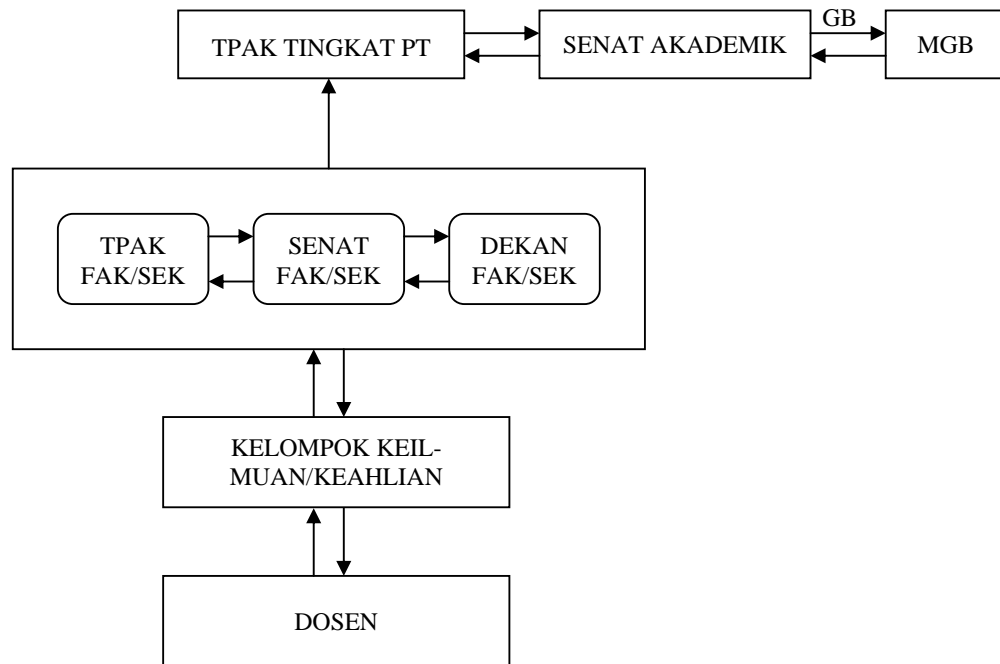 GB
TPAK TINGKAT PT
SENAT AKADEMIK
MGB
TPAK
FAK/SEK
SENAT
FAK/SEK
DEKAN
FAK/SEK
KELOMPOK KEIL-
MUAN/KEAHLIAN
DOSEN